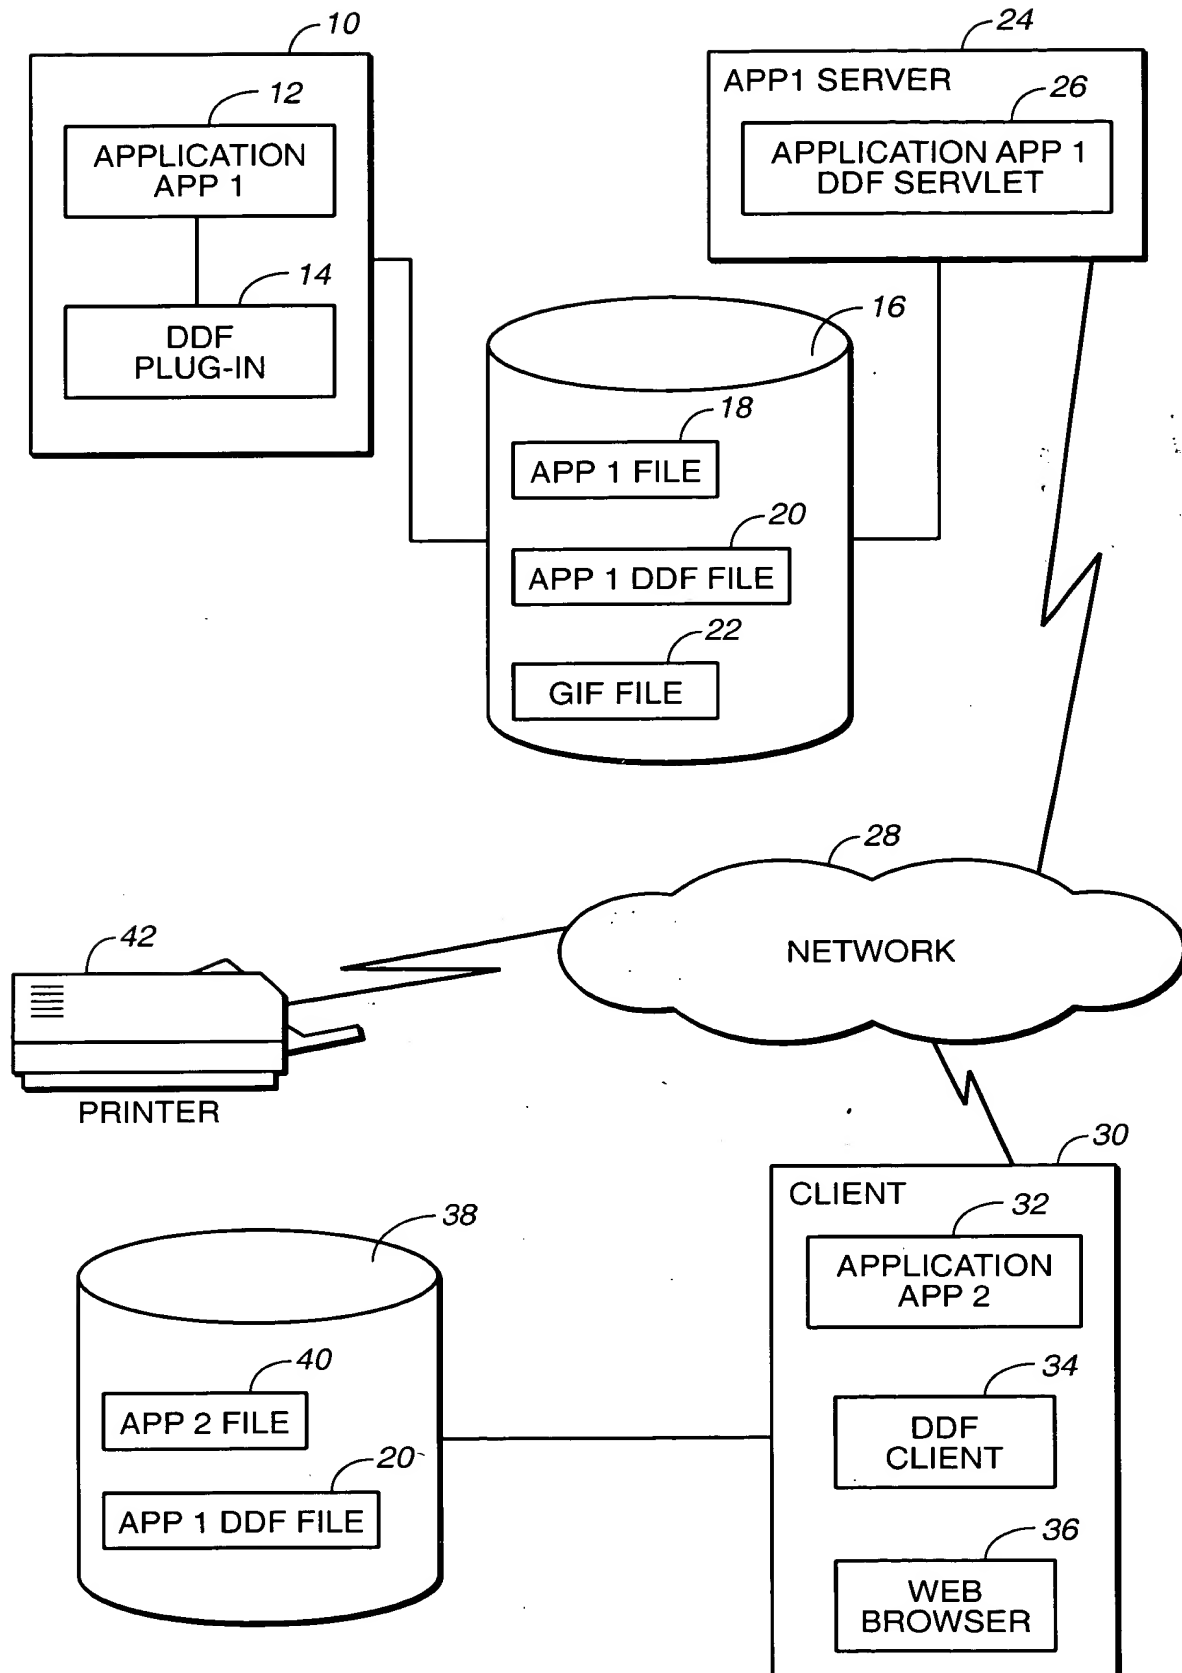 10
12
APPLICATION
APP 1
14
DDF
PLUG-IN
24
APP1 SERVER
26
APPLICATION APP 1
DDF SERVLET
16
18
APP 1 FILE
20
APP 1 DDF FILE
22
GIF FILE
28
NETWORK
42
PRINTER
30
CLIENT
32
APPLICATION
APP 2
34
DDF
CLIENT
36
WEB
BROWSER
38
40
APP 2 FILE
20
APP 1 DDF FILE